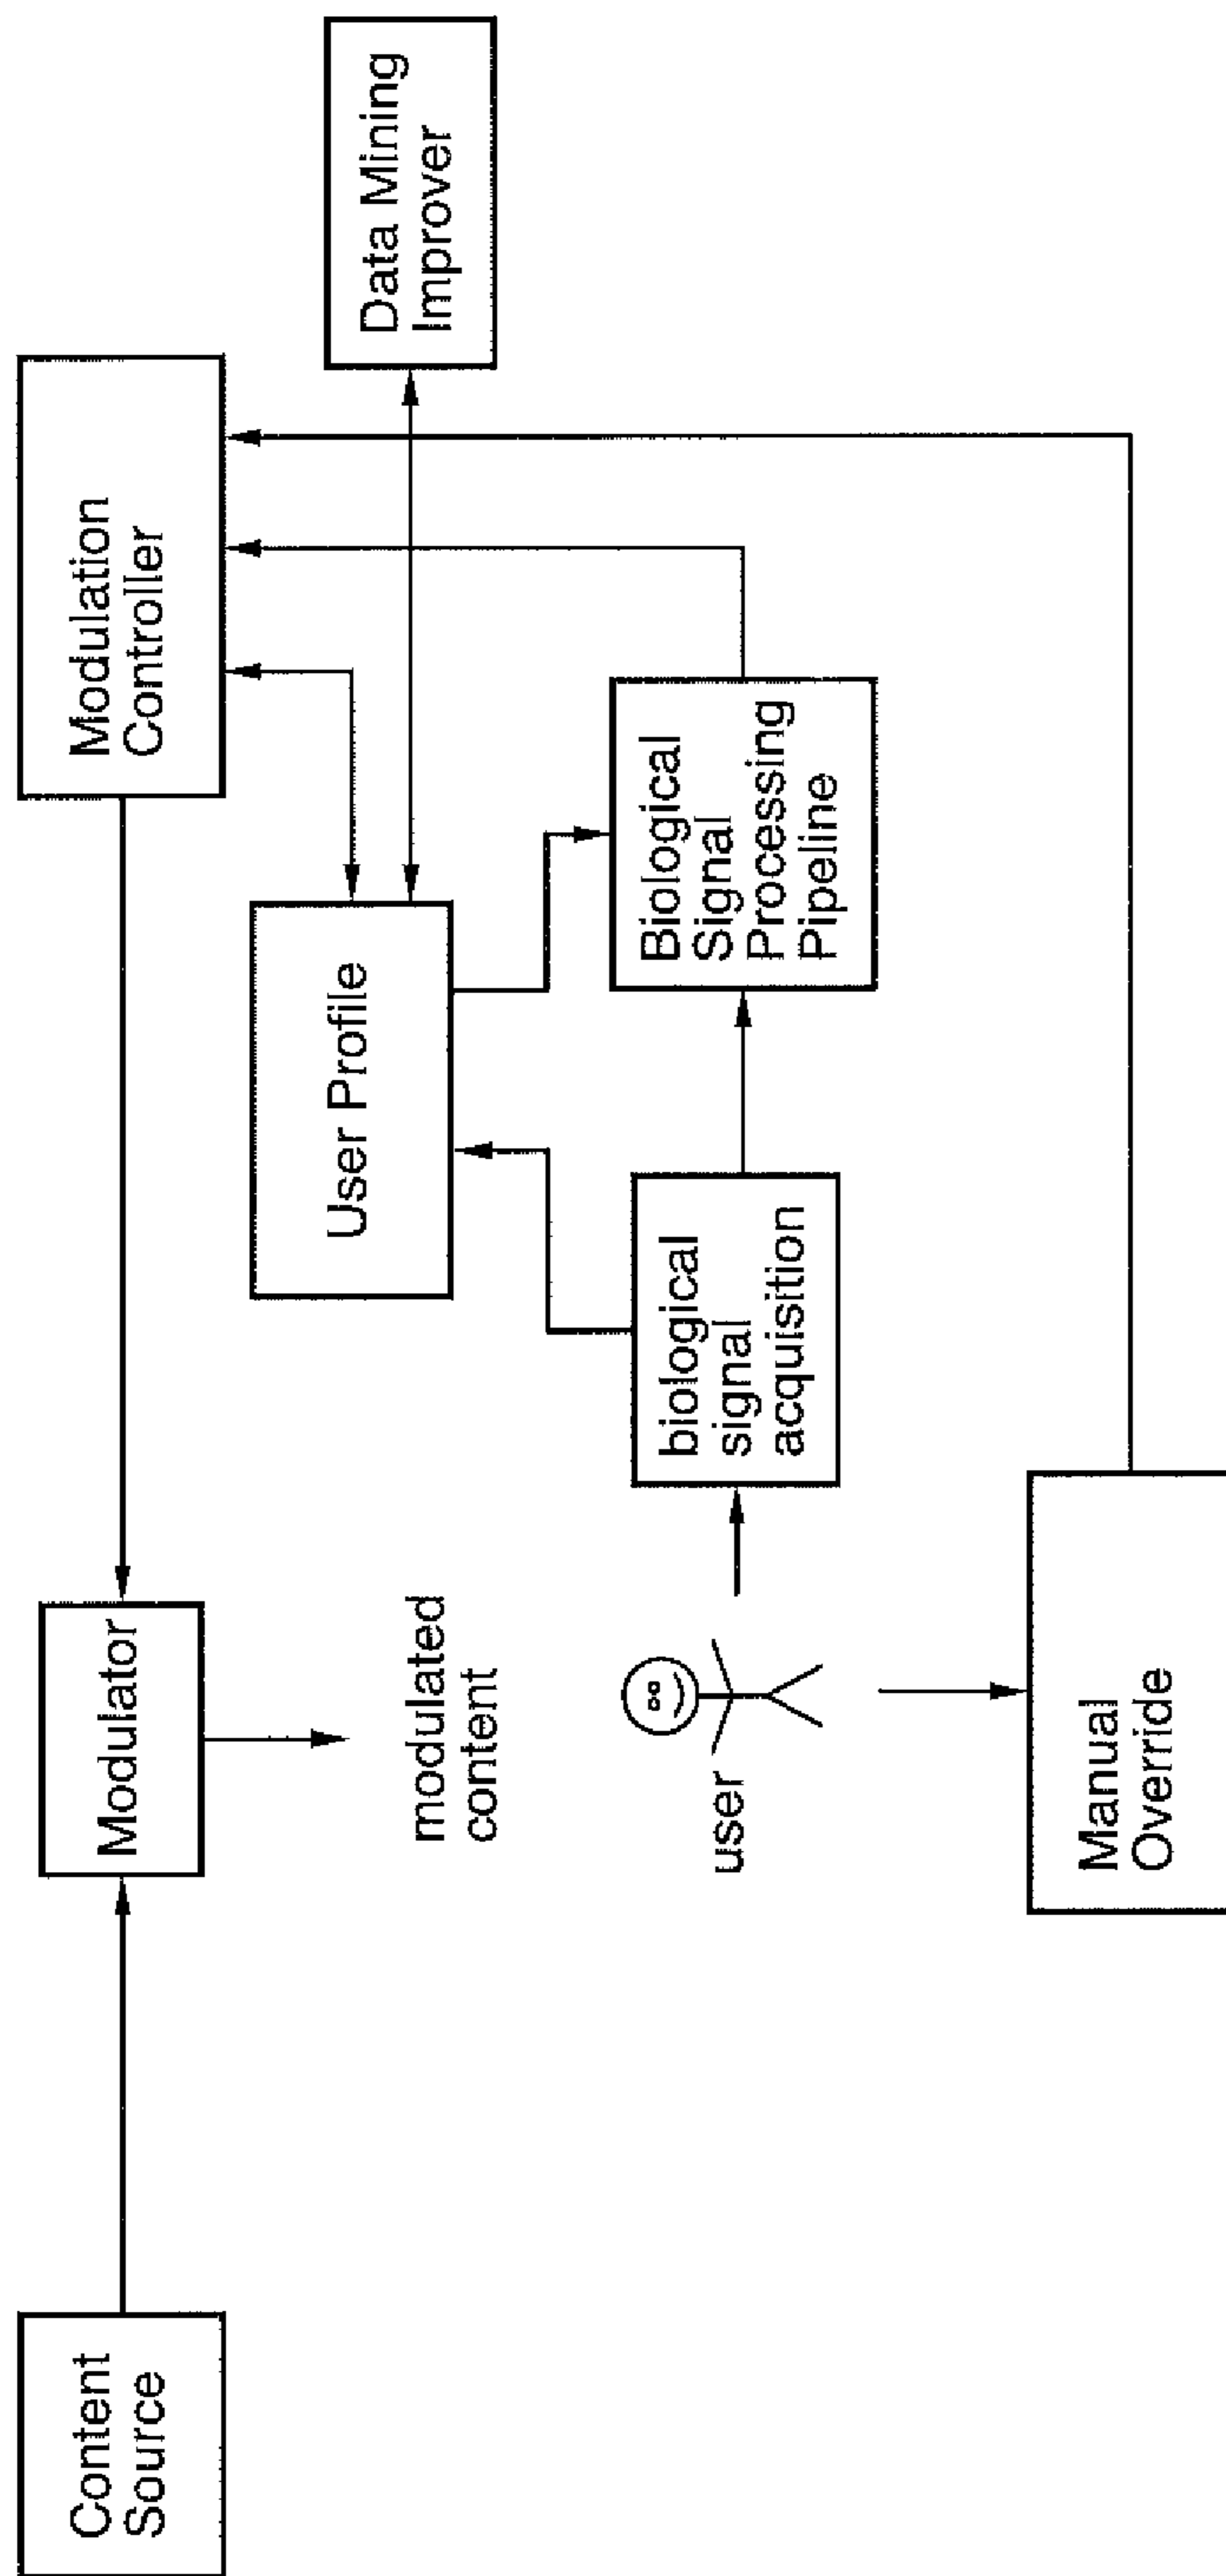 Content
Source
Modulator
Modulation
Controller
modulated
content
User Profile
Data Mining
Improver
user
biological
signal
acquisition
Biological
Signal
Processing
Pipeline
Manual
Override